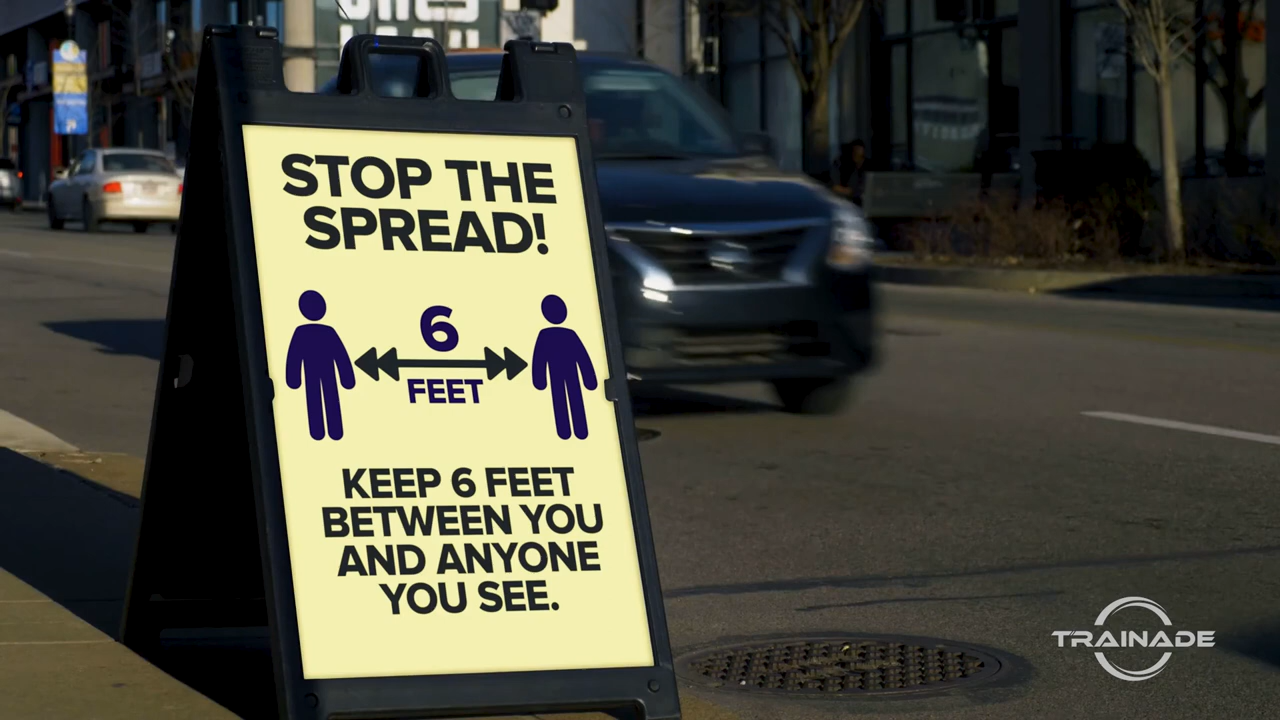 STOP THE
SPREAD!
6
FEET
KEEP 6 FEET
BETWEEN YOU
AND ANYONE
YOU SEE.
TRAINADE